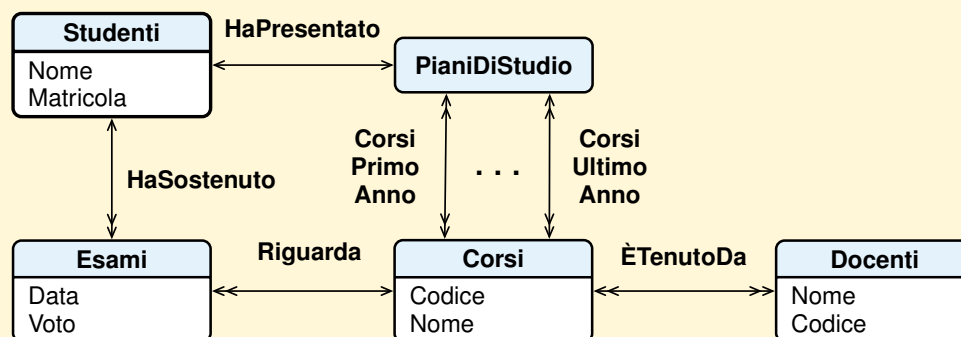 Studenti
Nome
Matricola
HaPresentato
PianiDiStudio
HaSostenuto
Corsi
Primo
Anno
. . .
Corsi
Ultimo
Anno
Esami
Data
Voto
Riguarda
Corsi
Codice
Nome
ÈTenutoDa
Docenti
Nome
Codice